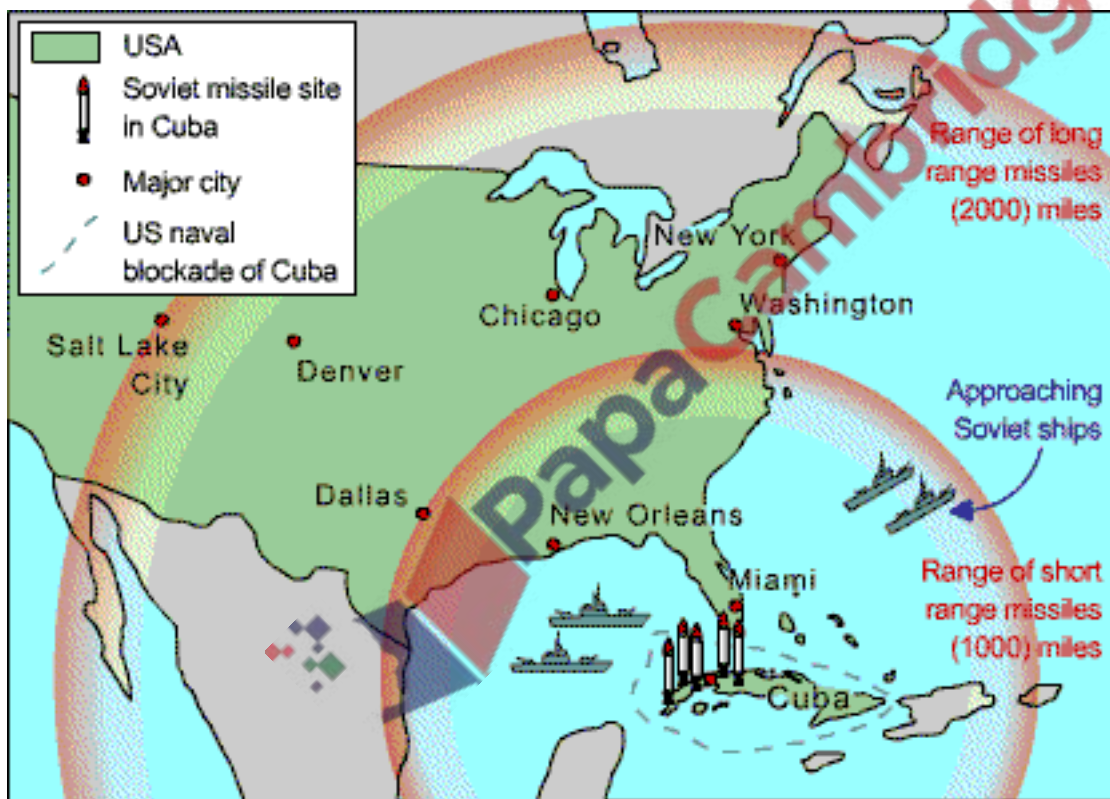 USA
Soviet missile site
in Cuba
Major city
US naval
blockade of Cuba
Range of long
range missiles
(2000) miles
New York
Washington
Chicago
Salt Lake
City
Denver
Approaching
Soviet ships
Dallas
New Orleans
Miami
Range of short
range missiles
(1000) miles
Cuba
PapaCambridg